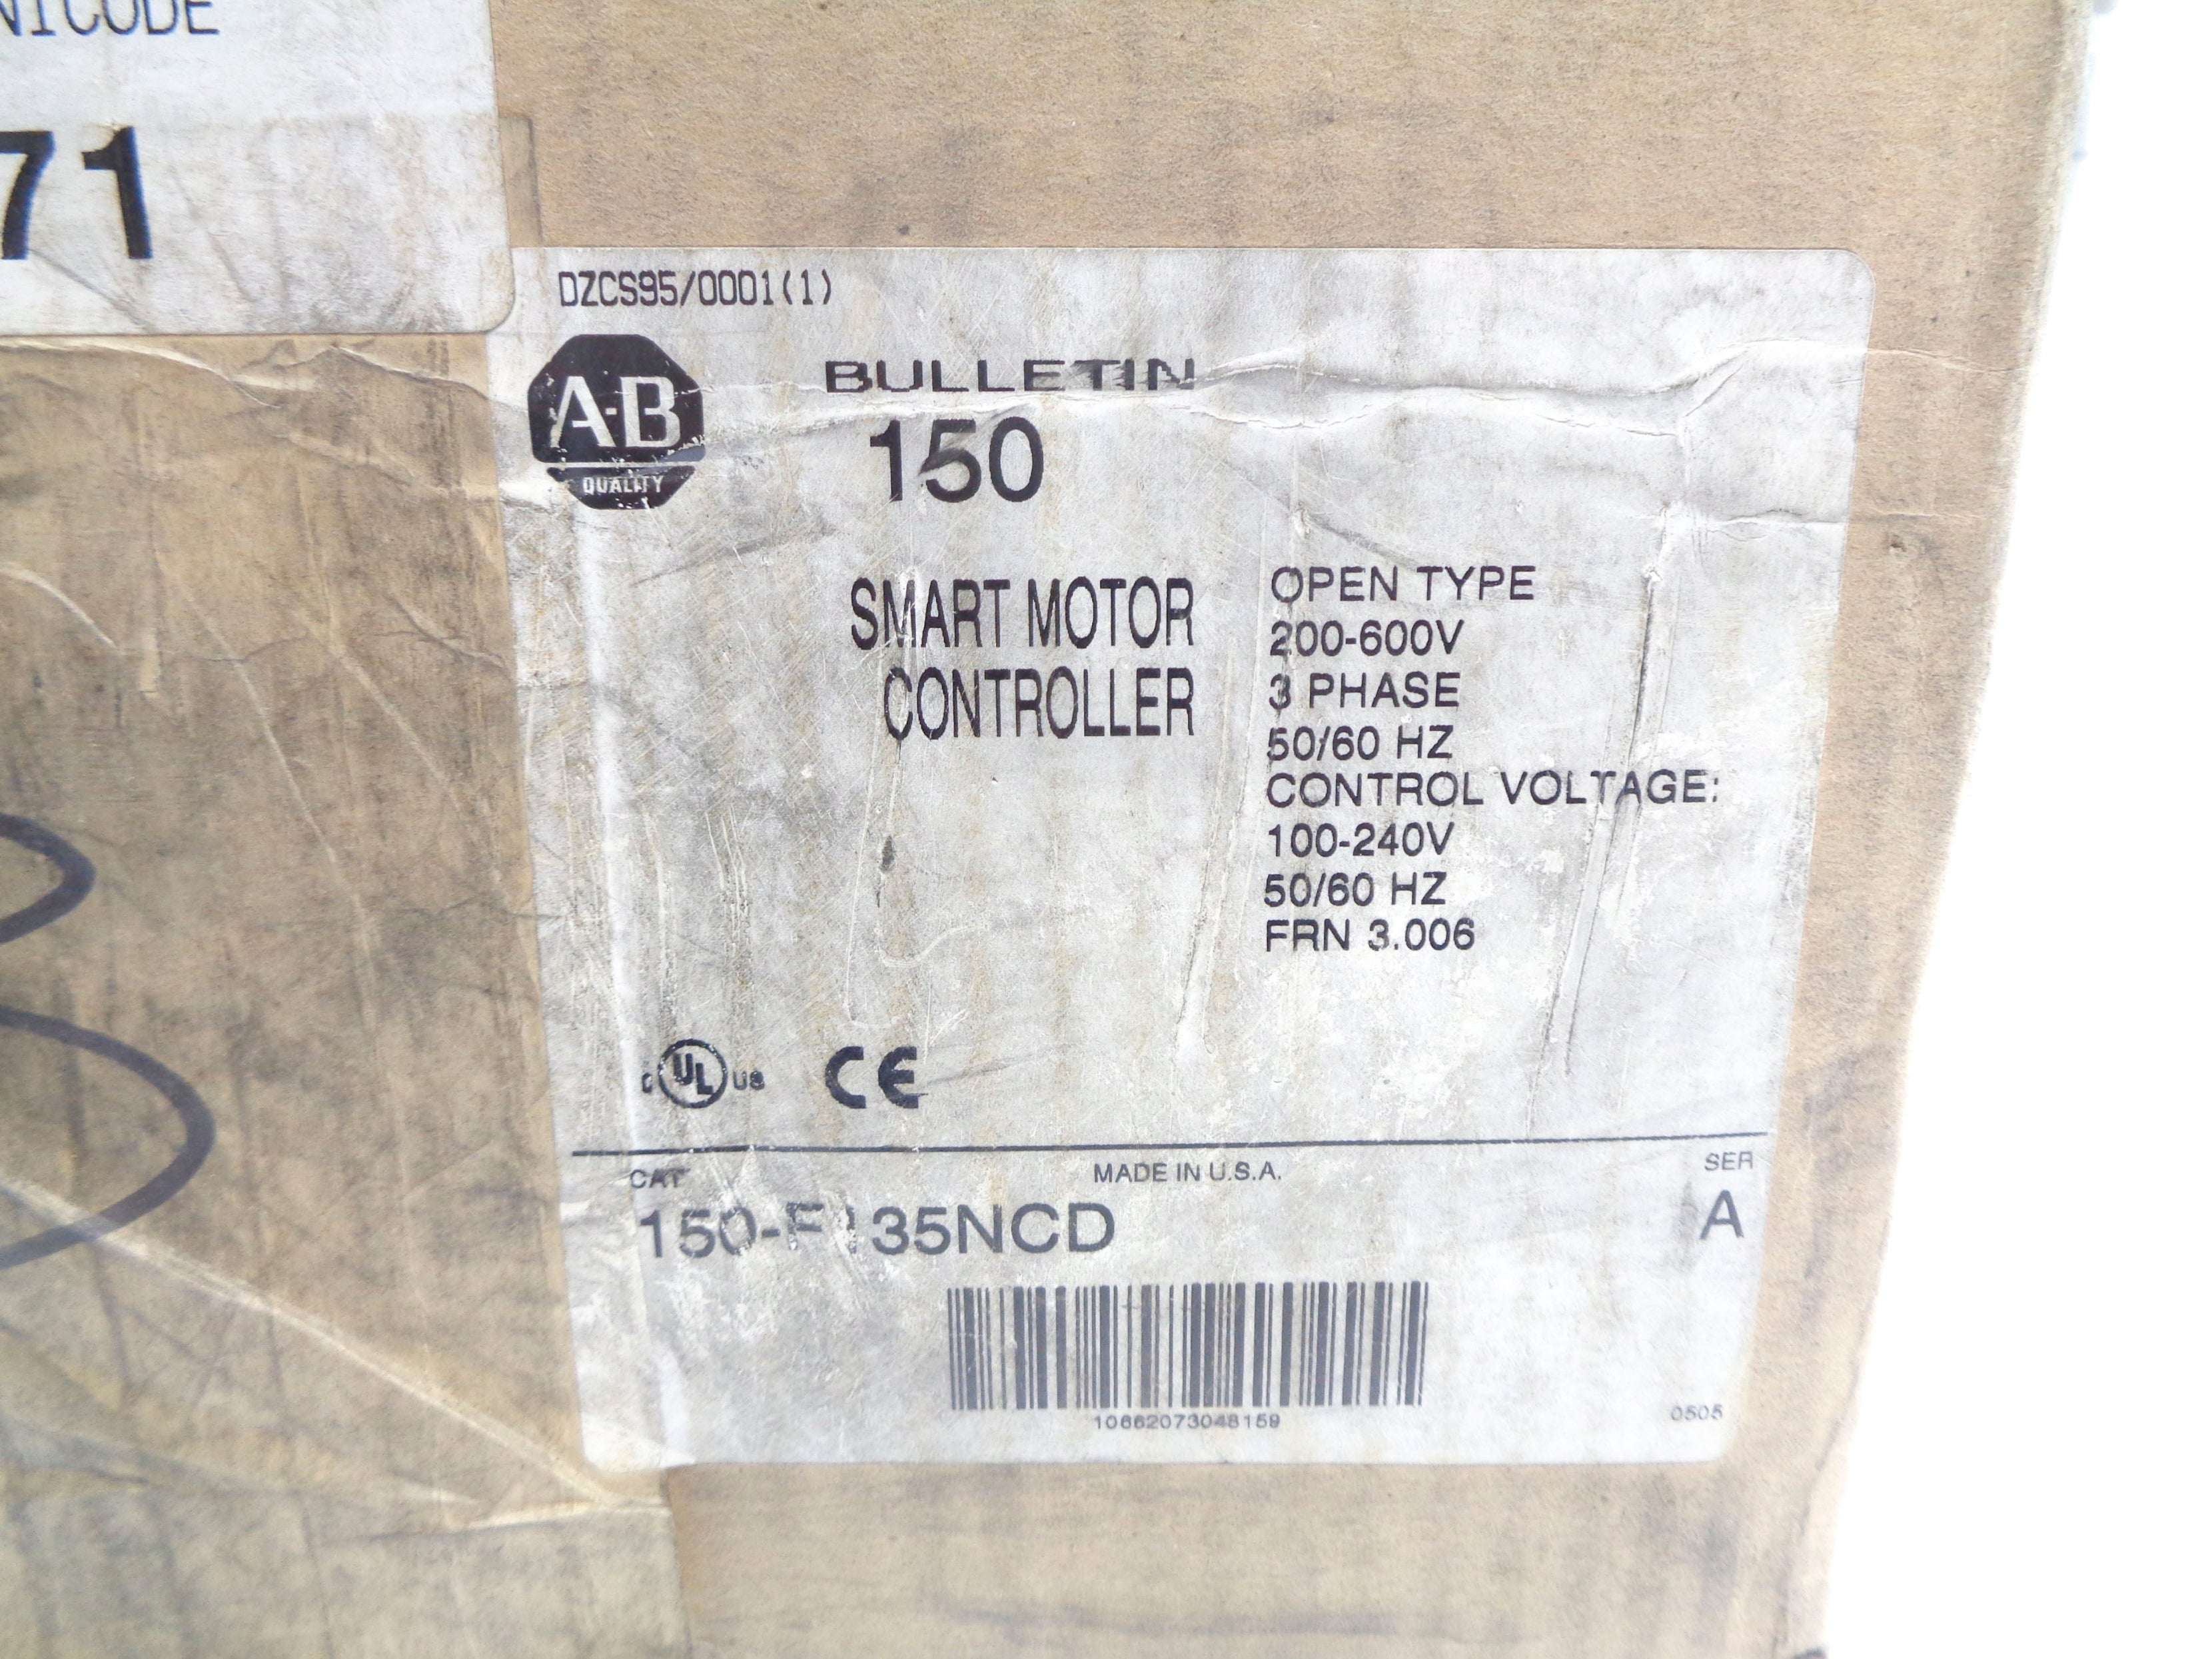 71
DZCS95/0001(1)
A-B
QUALITY
BULLETIN
150
SMART MOTOR
CONTROLLER
OPEN TYPE
200-600V
3 PHASE
50/60 HZ
CONTROL VOLTAGE:
100-240V
50/60 HZ
FRN 3.006
C UL US CE
CAT MADE IN U.S.A. SER
150-F135NCD A
10662073048159
0505